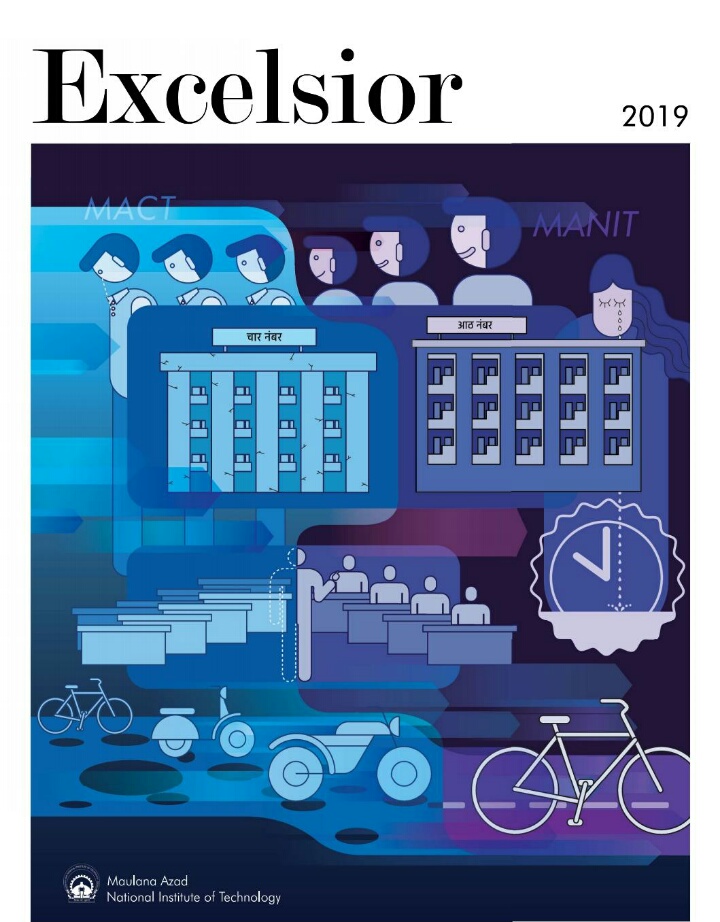 Excelsior
2019
MACT
MANIT
चार नंबर
आठ नंबर
Maulana Azad
National Institute of Technology